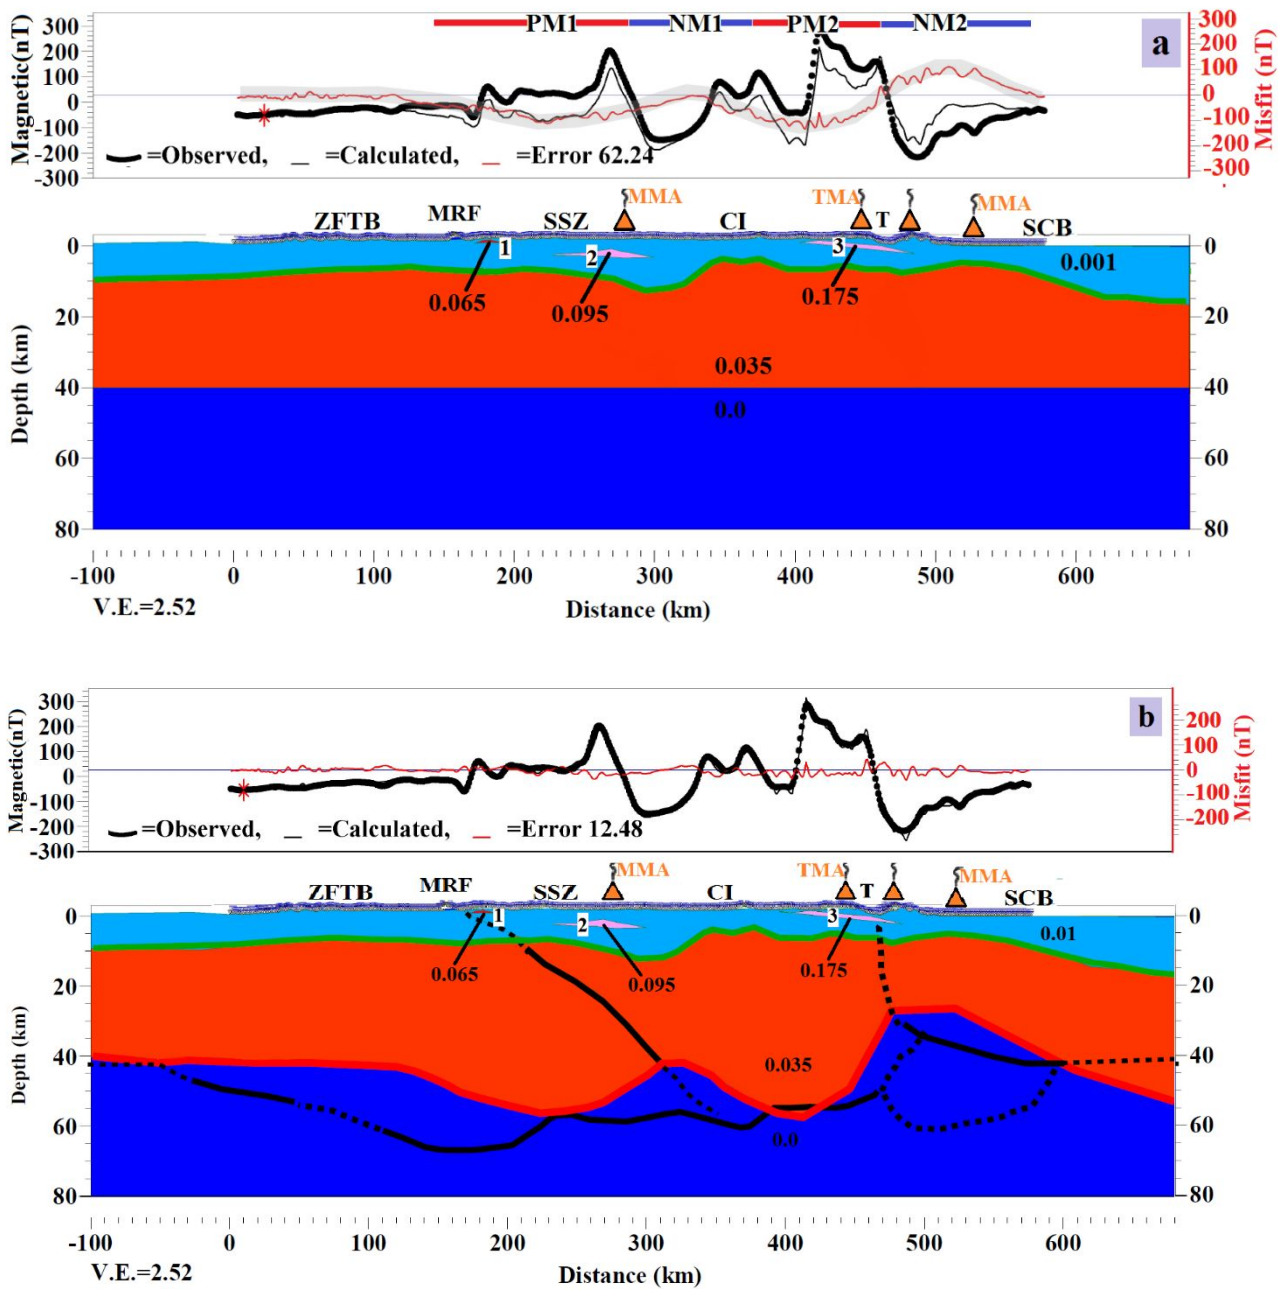 PM1 NM1 PM2 NM2
a
Magnetic(nT)
300
200
100
0
-100
-200
-300
300
200
100
0
-100
-200
300
Misfit (nT)
=Observed, =Calculated, =Error 62.24
MMA TMA MMA
ZFTB MRF SSZ CI T SCB
1 2 3
0.001
0.065 0.095 0.175
0.035
0.0
Depth (km)
0
20
40
60
80
0
20
40
60
80
-100 0 100 200 300 400 500 600
V.E.=2.52
Distance (km)
b
Magnetic(nT)
300
200
100
0
-100
-200
-300
200
100
0
-100
-200
Misfit (nT)
=Observed, =Calculated, =Error 12.48
MMA TMA MMA
ZFTB MRF SSZ CI T SCB
1 2 3
0.01
0.065 0.095 0.175
0.035
0.0
Depth (km)
0
20
40
60
80
0
20
40
60
80
-100 0 100 200 300 400 500 600
V.E.=2.52
Distance (km)